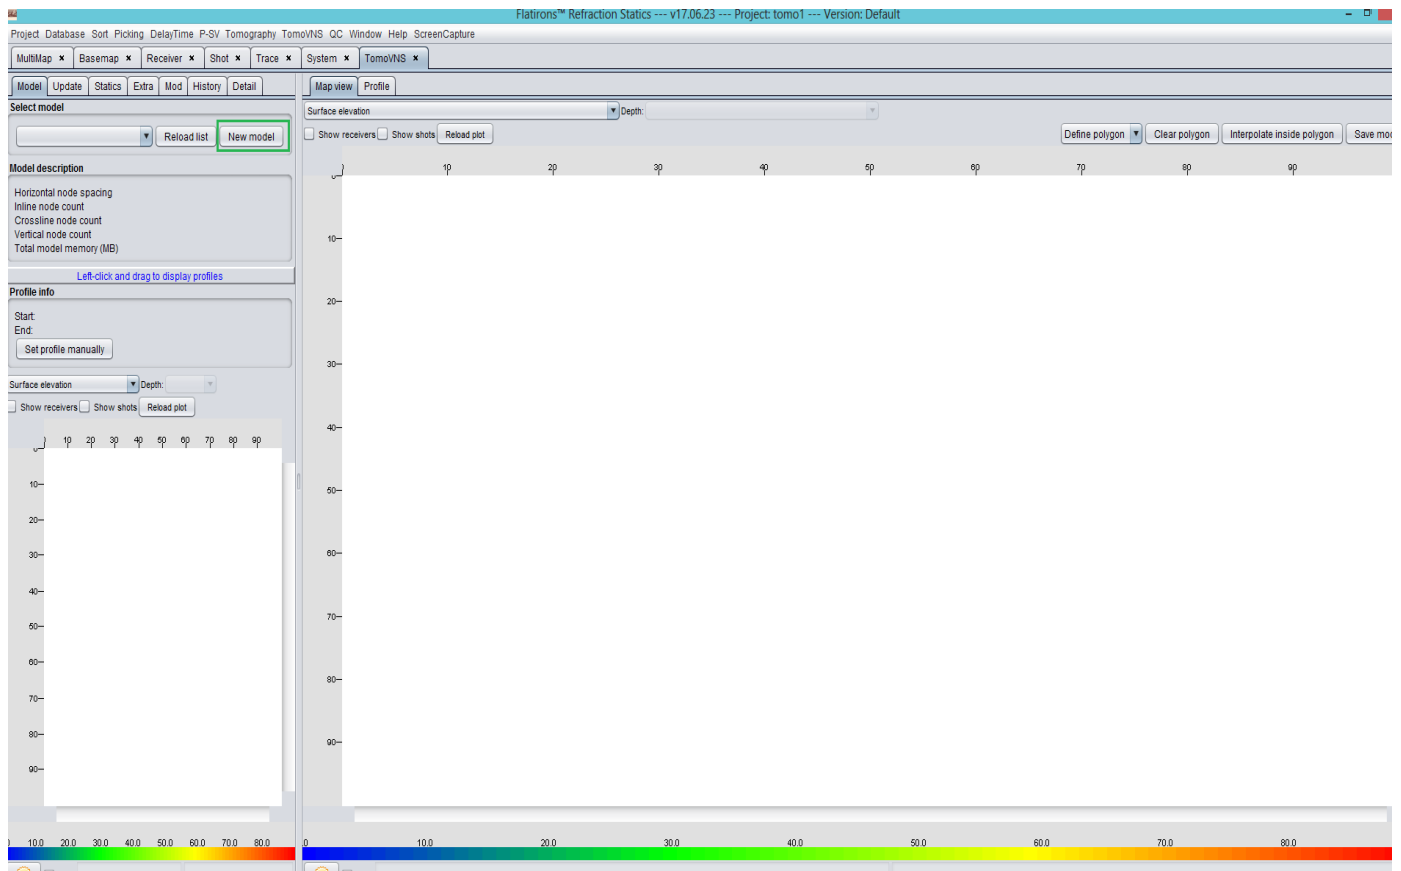 Flatirons™ Refraction Statics --- v17.06.23 --- Project: tomo1 --- Version: Default
Project Database Sort Picking DelayTime P-SV Tomography TomoVNS QC Window Help ScreenCapture
MultiMap × Basemap × Receiver × Shot × Trace × System × TomoVNS ×
Model Update Statics Extra Mod History Detail
Select model
Reload list New model
Model description
Horizontal node spacing
Inline node count
Crossline node count
Vertical node count
Total model memory (MB)
Left-click and drag to display profiles
Profile info
Start:
End:
Set profile manually
Surface elevation Depth:
Show receivers Show shots Reload plot
10 20 30 40 50 60 70 80 90
0
10
20
30
40
50
60
70
80
90
10.0 20.0 30.0 40.0 50.0 60.0 70.0 80.0
Map view Profile
Surface elevation Depth:
Show receivers Show shots Reload plot Define polygon Clear polygon Interpolate inside polygon Save mo
10 20 30 40 50 60 70 80 90
0
10
20
30
40
50
60
70
80
90
0 10.0 20.0 30.0 40.0 50.0 60.0 70.0 80.0